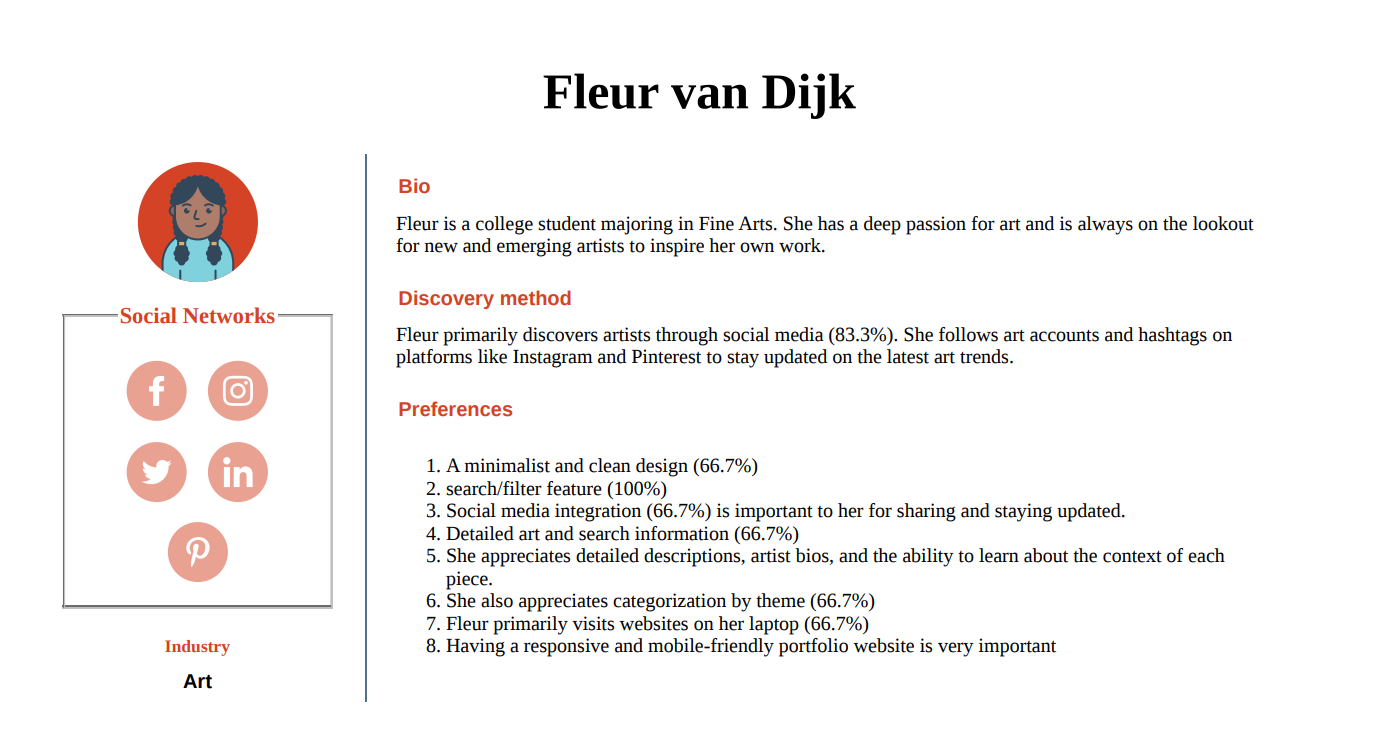 Fleur van Dijk
Social Networks
Industry
Art
Bio
Fleur is a college student majoring in Fine Arts. She has a deep passion for art and is always on the lookout
for new and emerging artists to inspire her own work.
Discovery method
Fleur primarily discovers artists through social media (83.3%). She follows art accounts and hashtags on
platforms like Instagram and Pinterest to stay updated on the latest art trends.
Preferences
1. A minimalist and clean design (66.7%)
2. search/filter feature (100%)
3. Social media integration (66.7%) is important to her for sharing and staying updated.
4. Detailed art and search information (66.7%)
5. She appreciates detailed descriptions, artist bios, and the ability to learn about the context of each
piece.
6. She also appreciates categorization by theme (66.7%)
7. Fleur primarily visits websites on her laptop (66.7%)
8. Having a responsive and mobile-friendly portfolio website is very important